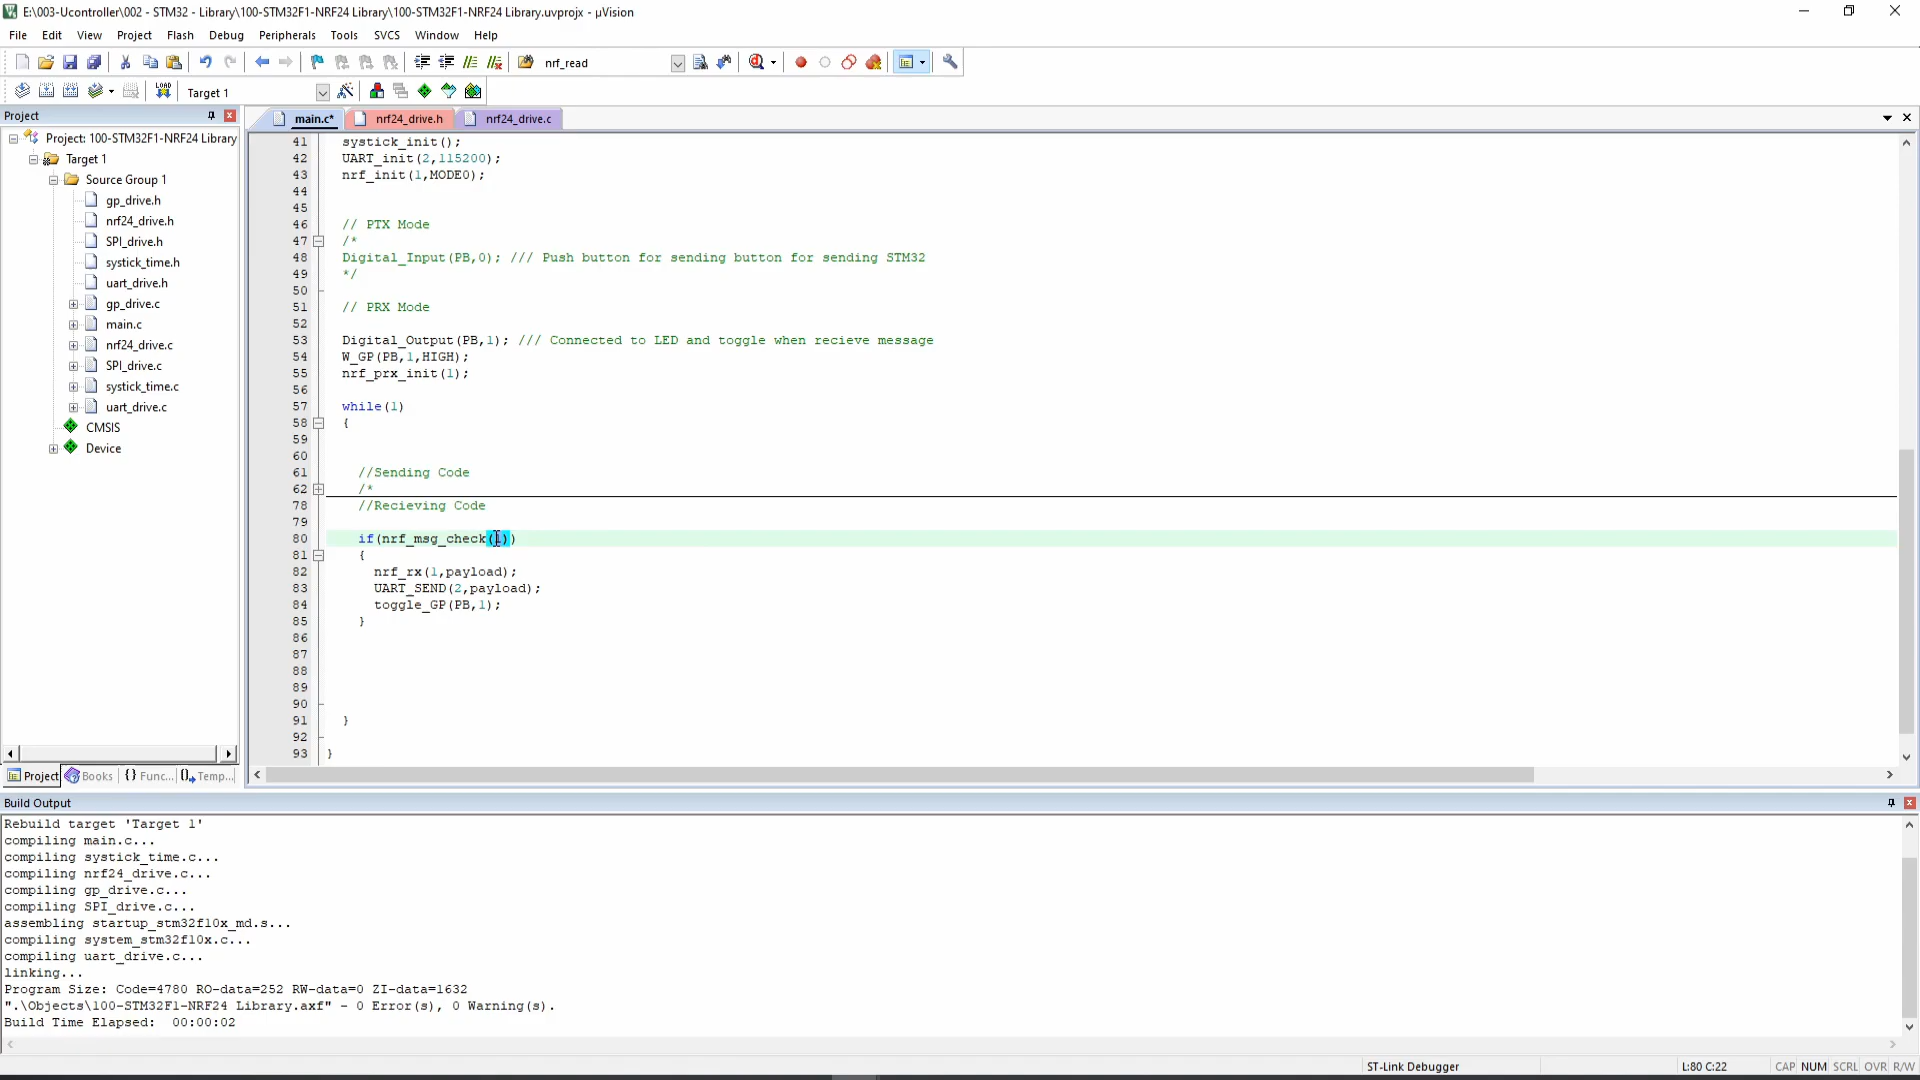 E:\003-Ucontroller\002 - STM32 - Library\100-STM32F1-NRF24 Library\100-STM32F1-NRF24 Library.uvprojx - µVision
File Edit View Project Flash Debug Peripherals Tools SVCS Window Help
nrf_read
LOAD Target 1
Project
Project: 100-STM32F1-NRF24 Library
Target 1
Source Group 1
gp_drive.h
nrf24_drive.h
SPI_drive.h
systick_time.h
uart_drive.h
gp_drive.c
main.c
nrf24_drive.c
SPI_drive.c
systick_time.c
uart_drive.c
CMSIS
Device
Project Books {} Func... Temp...
main.c* nrf24_drive.h nrf24_drive.c
41 systick_init();
42 UART_init(2,115200);
43 nrf_init(1,MODE0);
44
45
46 // PTX Mode
47 /*
48 Digital_Input(PB,0); /// Push button for sending button for sending STM32
49 */
50
51 // PRX Mode
52
53 Digital_Output(PB,1); /// Connected to LED and toggle when recieve message
54 W_GP(PB,1,HIGH);
55 nrf_prx_init(1);
56
57 while(1)
58 {
59
60
61 //Sending Code
62 /*
78 //Recieving Code
79
80 if(nrf_msg_check(1))
81 {
82 nrf_rx(1,payload);
83 UART_SEND(2,payload);
84 toggle_GP(PB,1);
85 }
86
87
88
89
90
91 }
92
93 }
Build Output
Rebuild target 'Target 1'
compiling main.c...
compiling systick_time.c...
compiling nrf24_drive.c...
compiling gp_drive.c...
compiling SPI_drive.c...
assembling startup_stm32f10x_md.s...
compiling system_stm32f10x.c...
compiling uart_drive.c...
linking...
Program Size: Code=4780 RO-data=252 RW-data=0 ZI-data=1632
".\Objects\100-STM32F1-NRF24 Library.axf" - 0 Error(s), 0 Warning(s).
Build Time Elapsed:  00:00:02
ST-Link Debugger L:80 C:22 CAP NUM SCRL OVR R/W